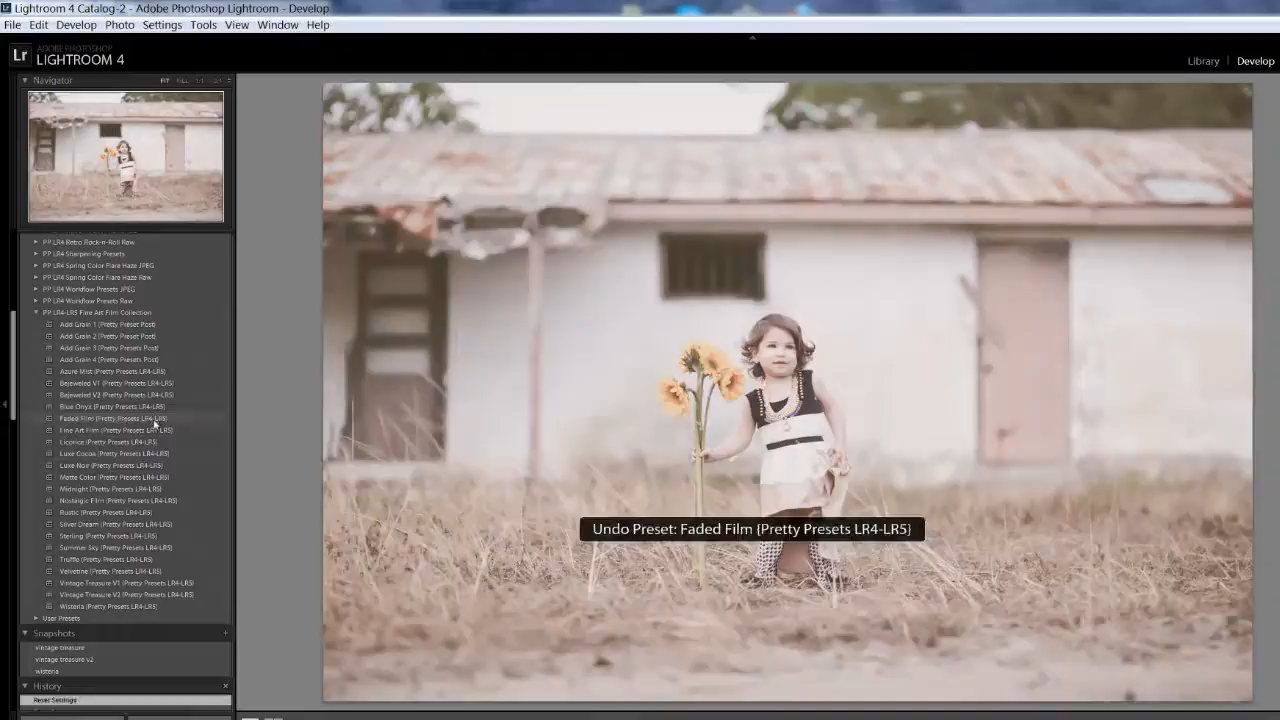 Lightroom 4 Catalog-2 - Adobe Photoshop Lightroom - Develop
File Edit Develop Photo Settings Tools View Window Help
Lr ADOBE PHOTOSHOP
LIGHTROOM 4
Library | Develop
Navigator FIT FILL 1:1
PP LR4 Retro Rock-n-Roll Raw
PP LR4 Sharpening Presets
PP LR4 Spring Color Flare Haze JPEG
PP LR4 Spring Color Flare Haze Raw
PP LR4 Workflow Presets JPEG
PP LR4 Workflow Presets Raw
PP LR4-LR5 Fine Art Film Collection
Add Grain 1 {Pretty Preset Post}
Add Grain 2 {Pretty Preset Post}
Add Grain 3 {Pretty Presets Post}
Add Grain 4 {Pretty Presets Post}
Azure Mist {Pretty Presets LR4-LR5}
Bejeweled V1 {Pretty Presets LR4-LR5}
Bejeweled V2 {Pretty Presets LR4-LR5}
Blue Onyx {Pretty Presets LR4-LR5}
Faded Film {Pretty Presets LR4-LR5}
Fine Art Film {Pretty Presets LR4-LR5}
Licorice {Pretty Presets LR4-LR5}
Luxe Cocoa {Pretty Presets LR4-LR5}
Luxe Noir {Pretty Presets LR4-LR5}
Matte Color {Pretty Presets LR4-LR5}
Midnight {Pretty Presets LR4-LR5}
Nostalgic Film {Pretty Presets LR4-LR5}
Rustic {Pretty Presets LR4-LR5}
Silver Dream {Pretty Presets LR4-LR5}
Sterling {Pretty Presets LR4-LR5}
Summer Sky {Pretty Presets LR4-LR5}
Truffle {Pretty Presets LR4-LR5}
Velvetine {Pretty Presets LR4-LR5}
Vintage Treasure V1 {Pretty Presets LR4-LR5}
Vintage Treasure V2 {Pretty Presets LR4-LR5}
Wisteria {Pretty Presets LR4-LR5}
User Presets
Snapshots +
vintage treasure
vintage treasure v2
wisteria
History ×
Reset Settings
Undo Preset: Faded Film {Pretty Presets LR4-LR5}